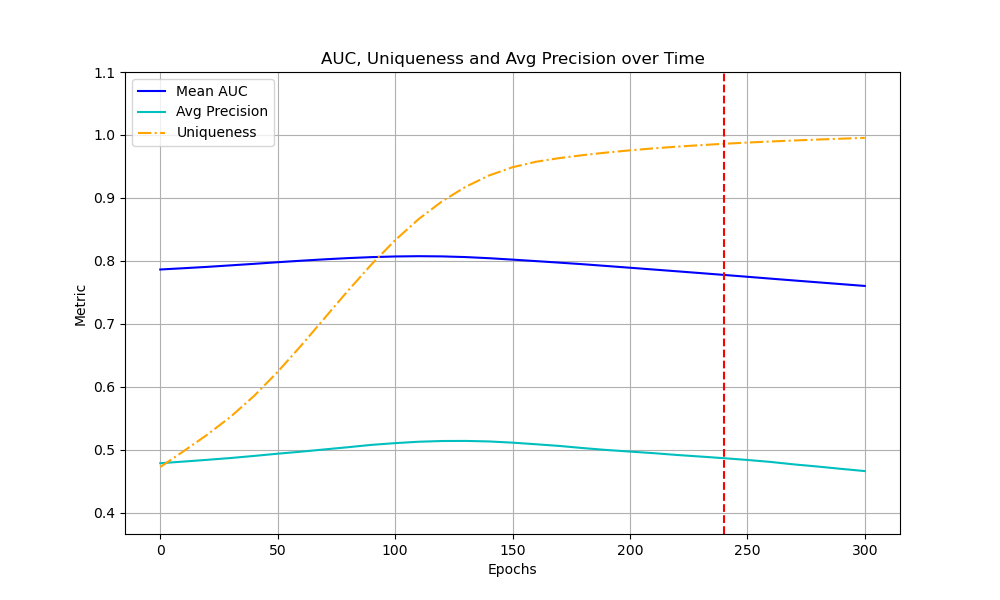 AUC, Uniqueness and Avg Precision over Time
Mean AUC
Avg Precision
Uniqueness
Metric
1.1
1.0
0.9
0.8
0.7
0.6
0.5
0.4
0 50 100 150 200 250 300
Epochs